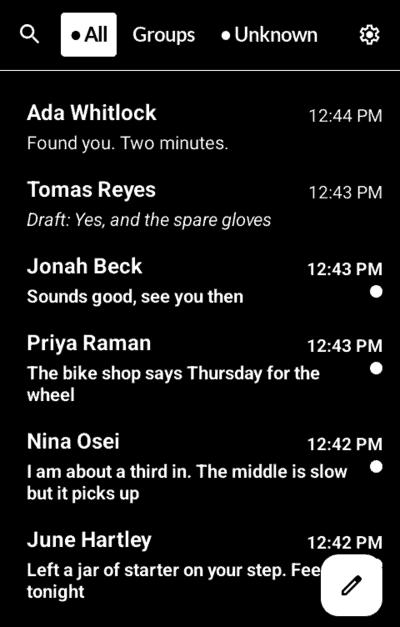 All
Groups
Unknown
Ada Whitlock
12:44 PM
Found you. Two minutes.
Tomas Reyes
12:43 PM
Draft: Yes, and the spare gloves
Jonah Beck
12:43 PM
Sounds good, see you then
Priya Raman
12:43 PM
The bike shop says Thursday for the
wheel
Nina Osei
12:42 PM
I am about a third in. The middle is slow
but it picks up
June Hartley
12:42 PM
Left a jar of starter on your step.
tonight